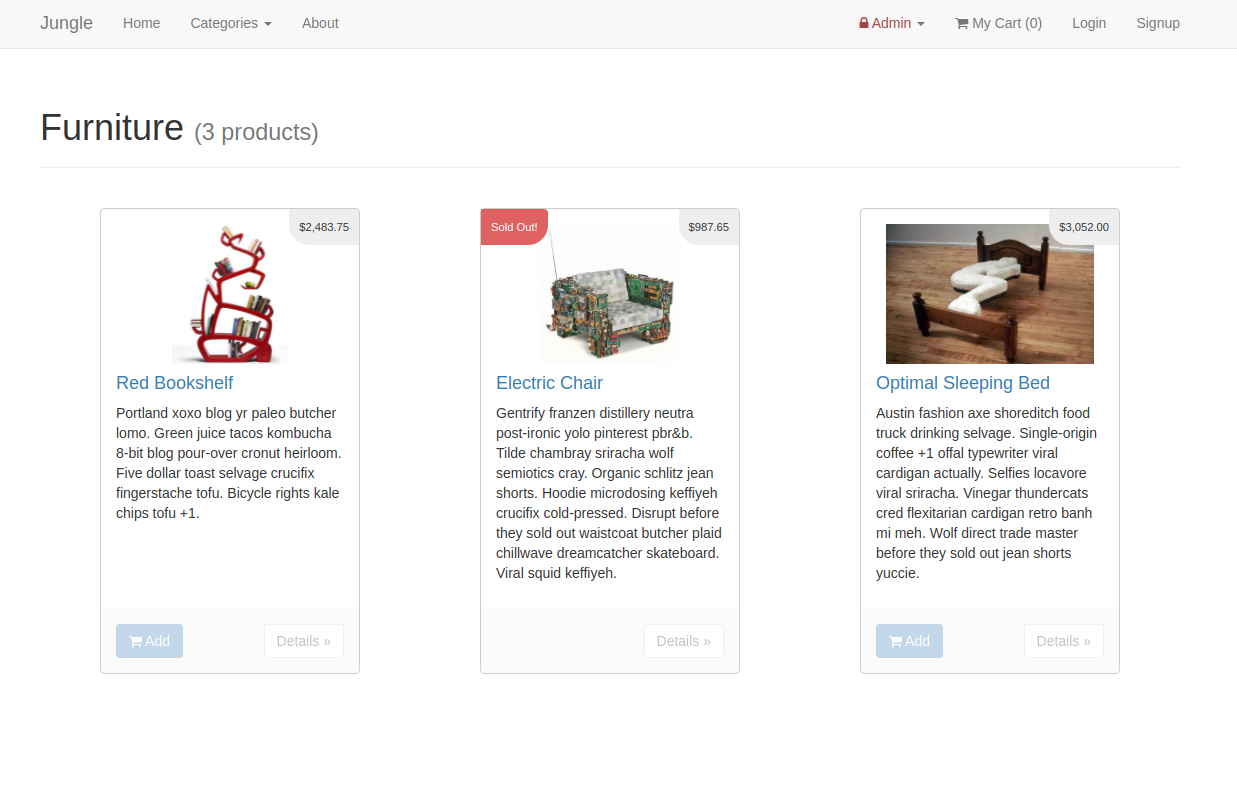 Jungle Home Categories About Admin My Cart (0) Login Signup
Furniture (3 products)
$2,483.75
Red Bookshelf
Portland xoxo blog yr paleo butcher
lomo. Green juice tacos kombucha
8-bit blog pour-over cronut heirloom.
Five dollar toast selvage crucifix
fingerstache tofu. Bicycle rights kale
chips tofu +1.
Add Details »
Sold Out! $987.65
Electric Chair
Gentrify franzen distillery neutra
post-ironic yolo pinterest pbr&b.
Tilde chambray sriracha wolf
semiotics cray. Organic schlitz jean
shorts. Hoodie microdosing keffiyeh
crucifix cold-pressed. Disrupt before
they sold out waistcoat butcher plaid
chillwave dreamcatcher skateboard.
Viral squid keffiyeh.
Details »
$3,052.00
Optimal Sleeping Bed
Austin fashion axe shoreditch food
truck drinking selvage. Single-origin
coffee +1 offal typewriter viral
cardigan actually. Selfies locavore
viral sriracha. Vinegar thundercats
cred flexitarian cardigan retro banh
mi meh. Wolf direct trade master
before they sold out jean shorts
yuccie.
Add Details »